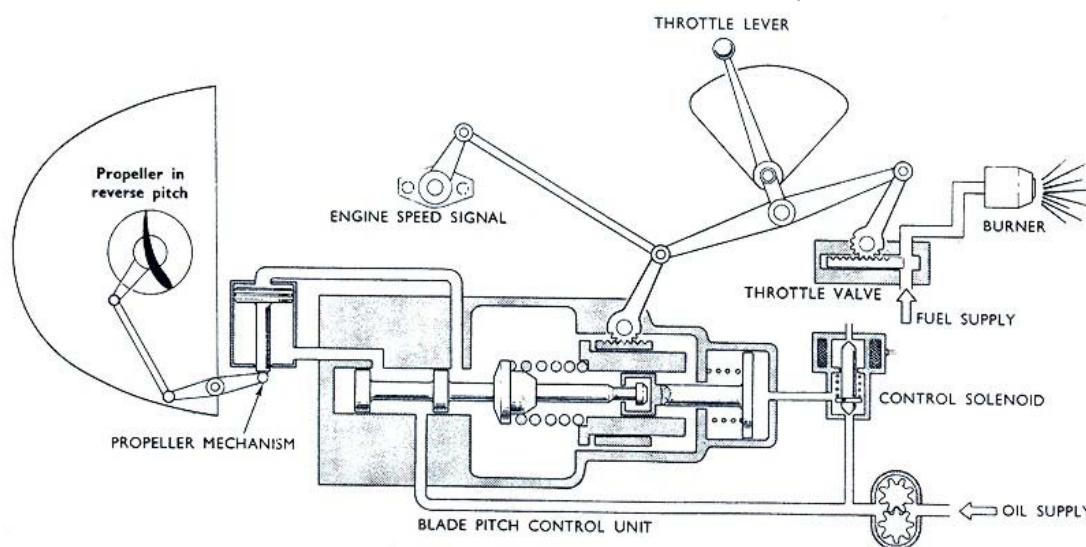 THROTTLE LEVER
Propeller in
reverse pitch
ENGINE SPEED SIGNAL
BURNER
THROTTLE VALVE
FUEL SUPPLY
CONTROL SOLENOID
PROPELLER MECHANISM
BLADE PITCH CONTROL UNIT
OIL SUPPLY